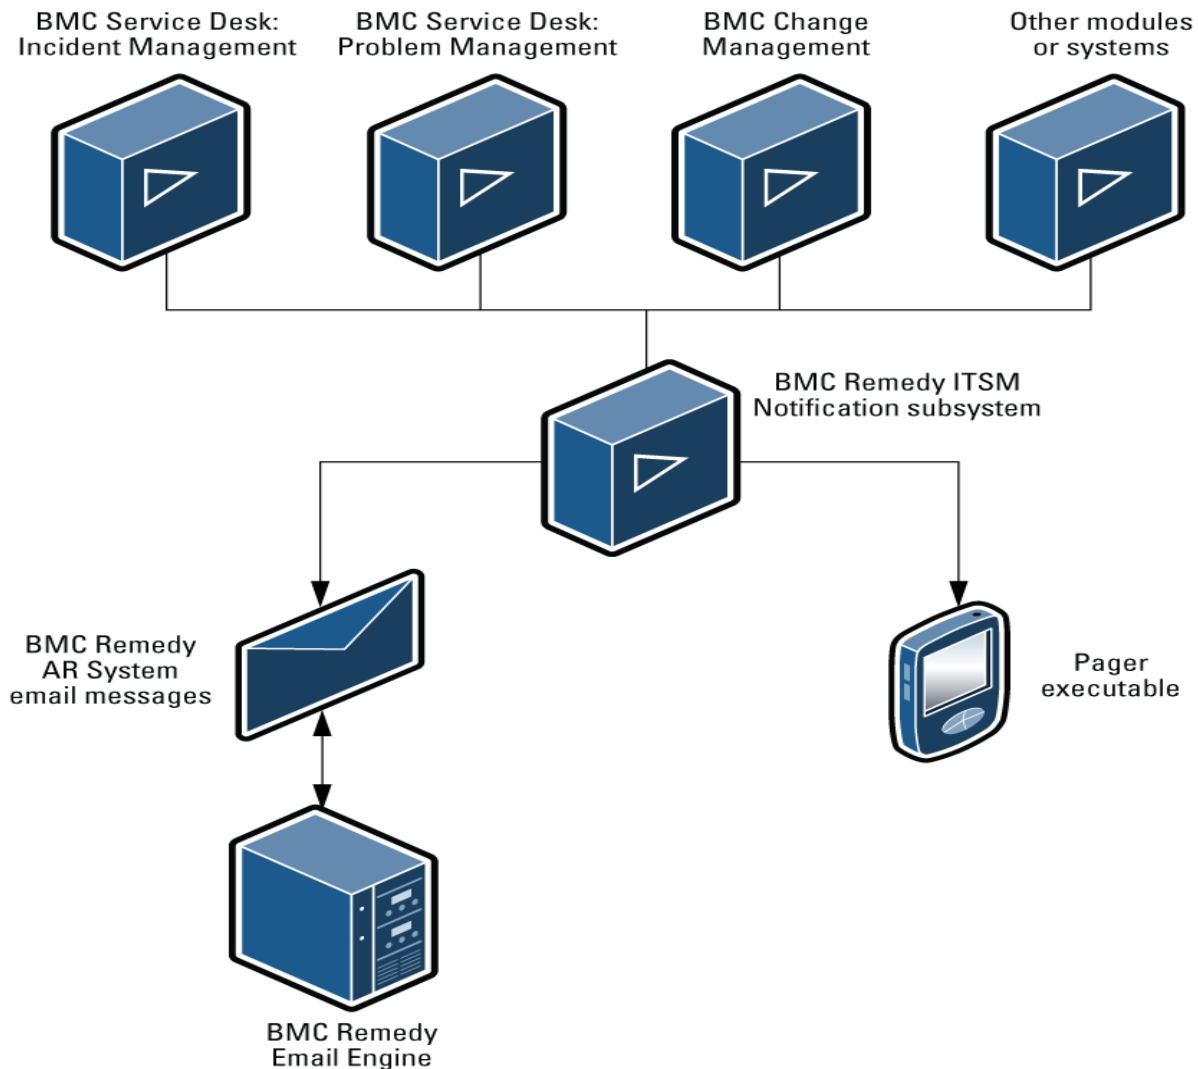 BMC Service Desk:
Incident Management
BMC Service Desk:
Problem Management
BMC Change
Management
Other modules
or systems
BMC Remedy ITSM
Notification subsystem
BMC Remedy
AR System
email messages
Pager
executable
BMC Remedy
Email Engine